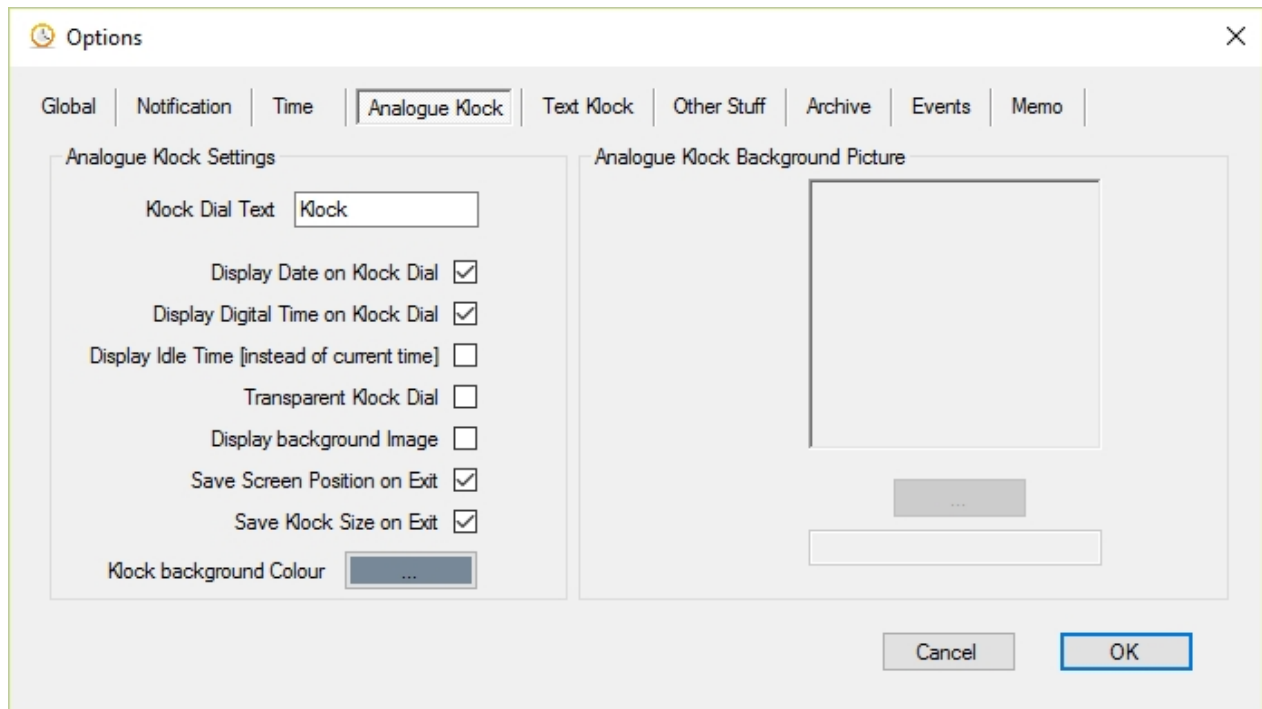 Options
Global Notification Time Analogue Klock Text Klock Other Stuff Archive Events Memo
Analogue Klock Settings
Klock Dial Text Klock
Display Date on Klock Dial
Display Digital Time on Klock Dial
Display Idle Time [instead of current time]
Transparent Klock Dial
Display background Image
Save Screen Position on Exit
Save Klock Size on Exit
Klock background Colour ...
Analogue Klock Background Picture
...
Cancel OK